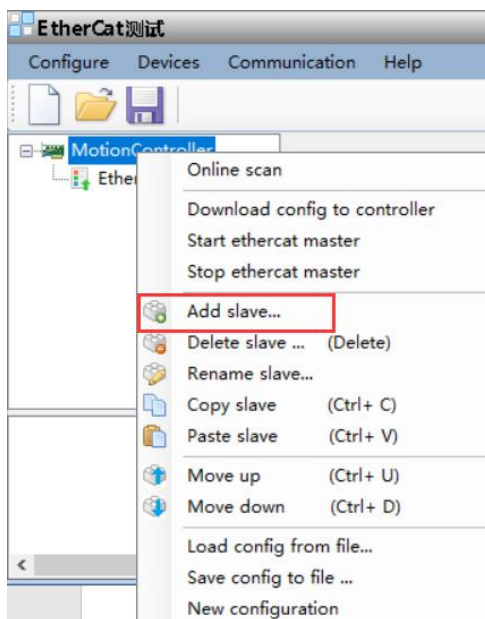 EtherCat测试
Configure Devices Communication Help
MotionController
Ether
Online scan
Download config to controller
Start ethercat master
Stop ethercat master
Add slave...
Delete slave ... (Delete)
Rename slave...
Copy slave (Ctrl+ C)
Paste slave (Ctrl+ V)
Move up (Ctrl+ U)
Move down (Ctrl+ D)
Load config from file...
Save config to file ...
New configuration